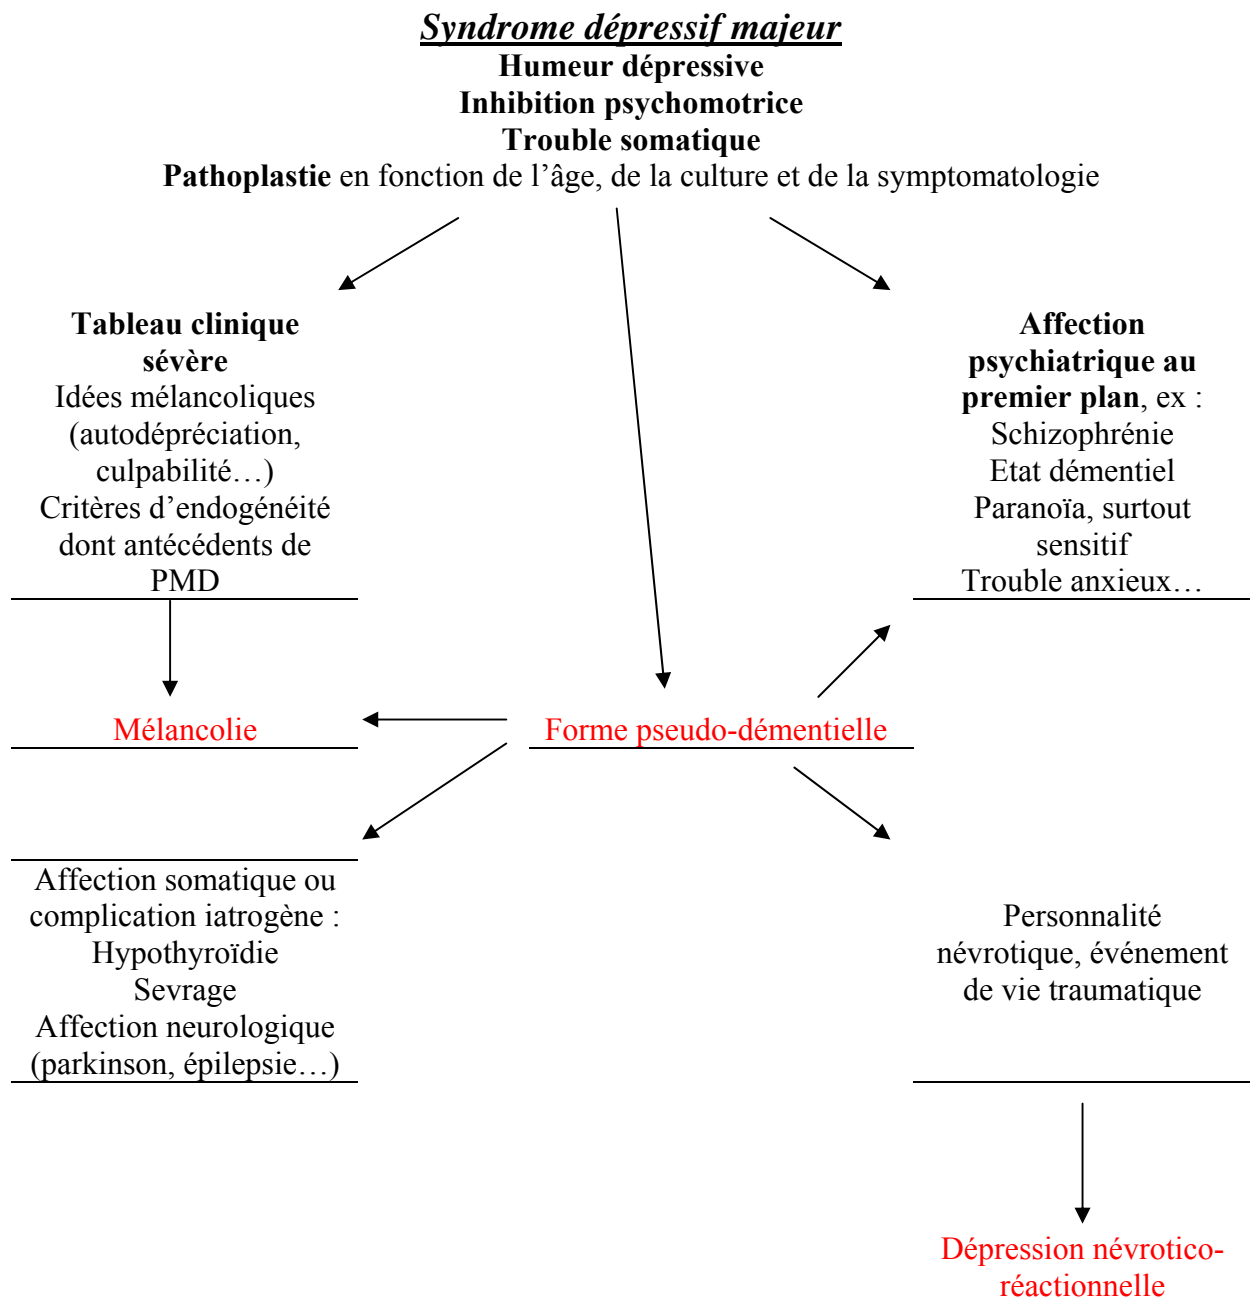 Syndrome dépressif majeur
Humeur dépressive
Inhibition psychomotrice
Trouble somatique
Pathoplastie en fonction de l’âge, de la culture et de la symptomatologie
Tableau clinique
sévère
Idées mélancoliques
(autodépréciation,
culpabilité…)
Critères d’endogénéité
dont antécédents de
PMD
Affection
psychiatrique au
premier plan, ex :
Schizophrénie
Etat démentiel
Paranoïa, surtout
sensitif
Trouble anxieux…
Mélancolie
Forme pseudo-démentielle
Affection somatique ou
complication iatrogène :
Hypothyroïdie
Sevrage
Affection neurologique
(parkinson, épilepsie…)
Personnalité
névrotique, événement
de vie traumatique
Dépression névrotico-
réactionnelle